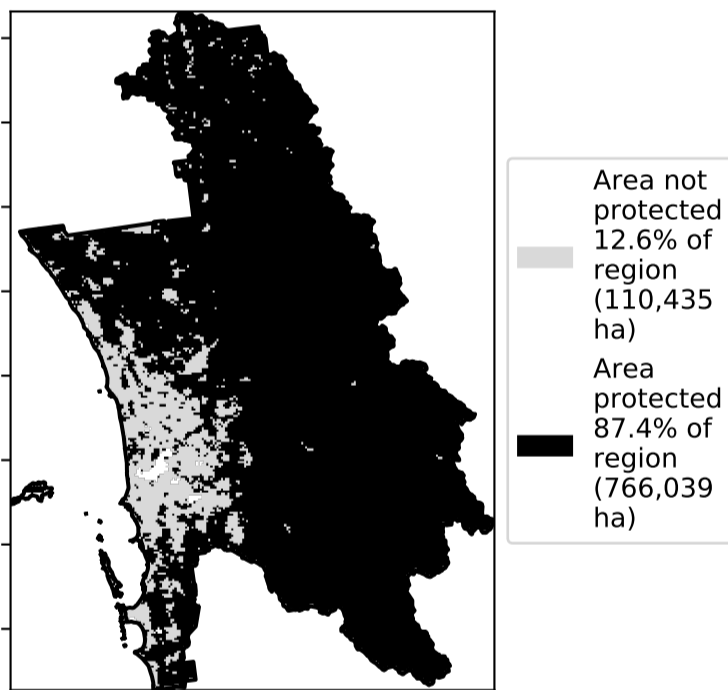 Area not
protected
12.6% of
region
(110,435
ha)
Area
protected
87.4% of
region
(766,039
ha)